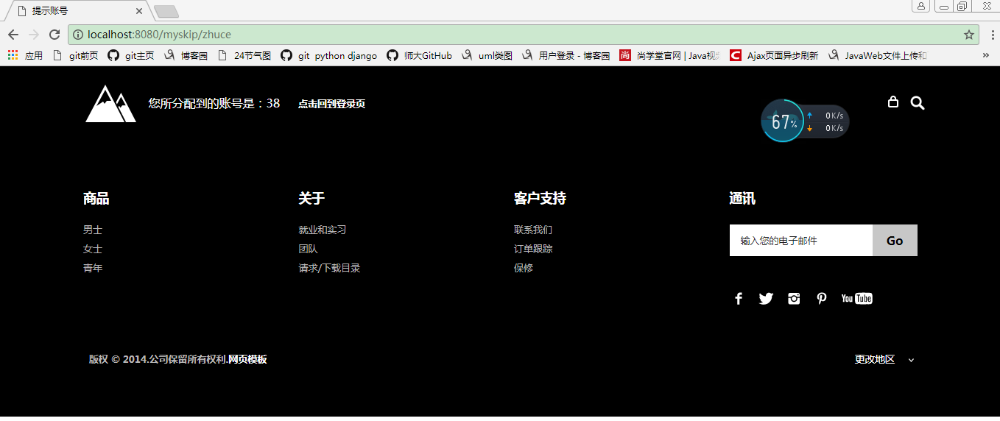 提示账号
localhost:8080/myskip/zhuce
应用 git前页 git主页 博客园 24节气图 git python django 师大GitHub uml类图 用户登录 - 博客园 尚 尚学堂官网 | Java视频 C Ajax页面异步刷新 JavaWeb文件上传和 »
您所分配到的账号是：38 点击回到登录页
67% 0K/s
0K/s
商品 关于 客户支持 通讯
男士 就业和实习 联系我们
输入您的电子邮件 Go
女士 团队 订单跟踪
青年 请求/下载目录 保修
You Tube
版权 © 2014.公司保留所有权利.网页模板 更改地区